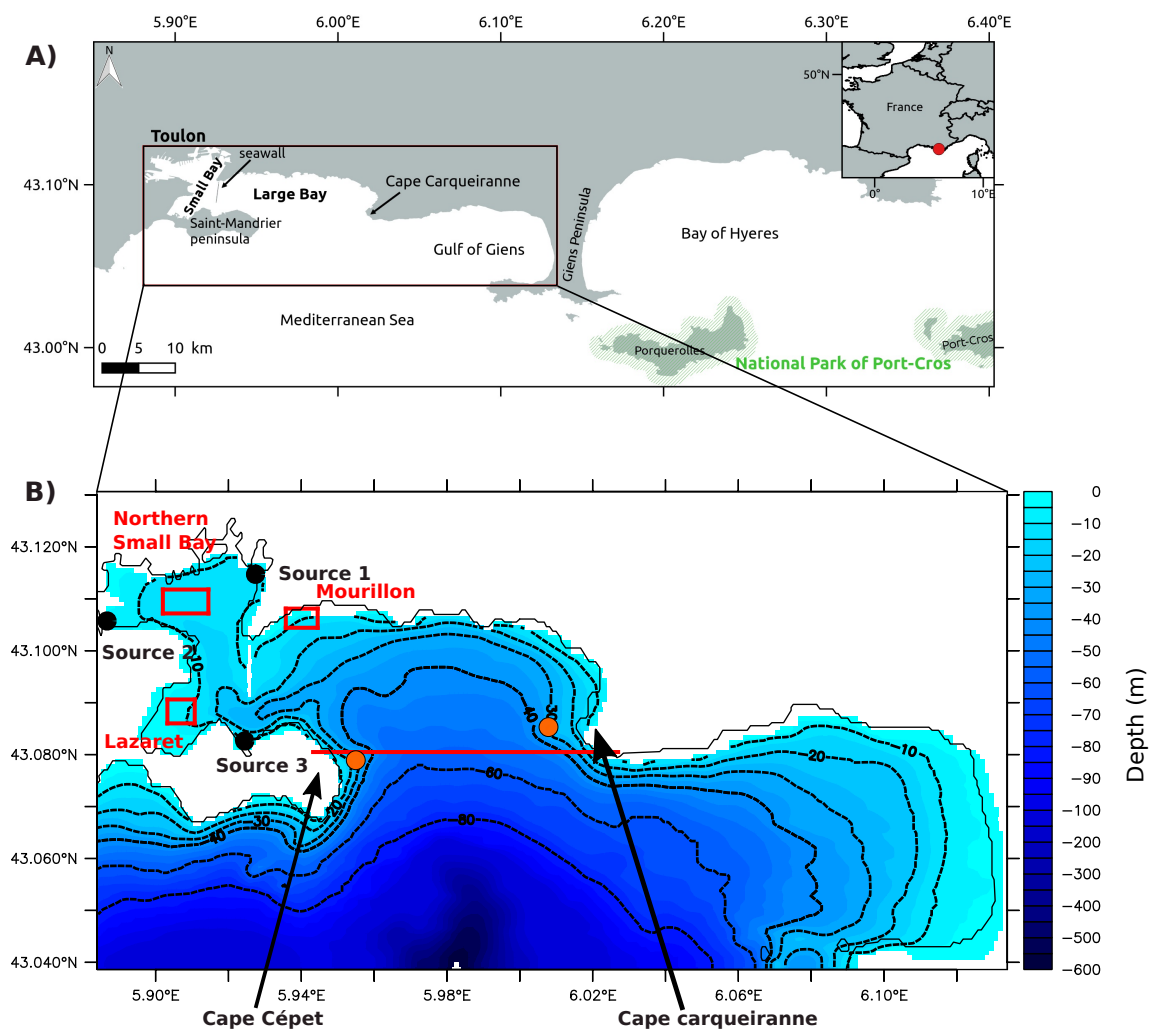 5.90°E 6.00°E 6.10°E 6.20°E 6.30°E 6.40°E
A)
N
50°N
France
0°
10°E
Toulon
seawall
Small Bay
Large Bay
Cape Carqueiranne
43.10°N
Saint-Mandrier
peninsula
Gulf of Giens
Giens Peninsula
Bay of Hyeres
Mediterranean Sea
43.00°N
0 5 10 km
Porquerolles
Port-Cros
National Park of Port-Cros
B)
Northern
Small Bay
Source 1
Mourillon
Source 2
Lazaret
Source 3
10
40
30
20
10
60
80
20
30
40
43.120°N
43.100°N
43.080°N
43.060°N
43.040°N
5.90°E 5.94°E 5.98°E 6.02°E 6.06°E 6.10°E
Cape Cépet
Cape carqueiranne
0
−10
−20
−30
−40
−50
−60
−70
−80
−90
−100
−200
−300
−400
−500
−600
Depth (m)